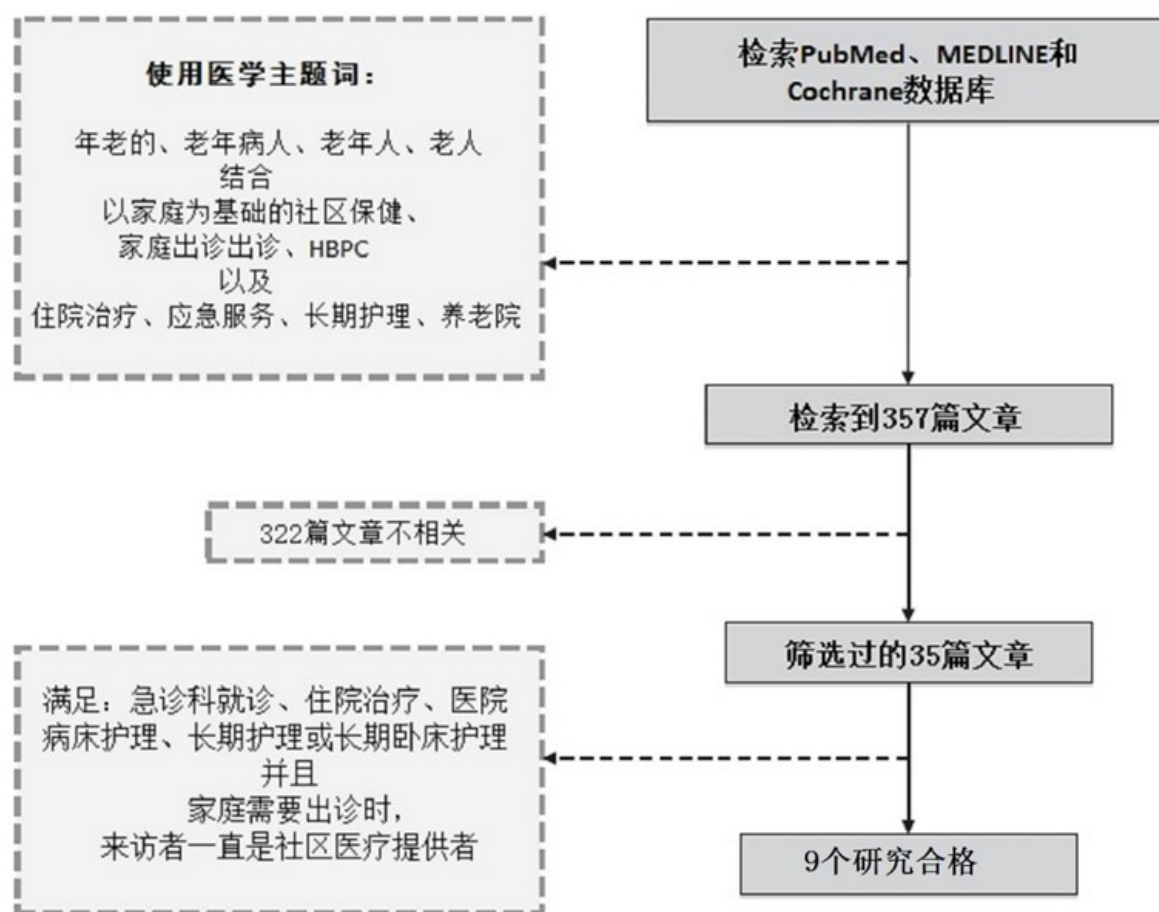 检索PubMed、MEDLINE和
Cochrane数据库
使用医学主题词:
年老的、老年病人、老年人、老人
结合
以家庭为基础的社区保健、
家庭出诊出诊、HBPC
以及
住院治疗、应急服务、长期护理、养老院
检索到357篇文章
322篇文章不相关
筛选过的35篇文章
满足:急诊科就诊、住院治疗、医院
病床护理、长期护理或长期卧床护理
并且
家庭需要出诊时,
来访者一直是社区医疗提供者
9个研究合格